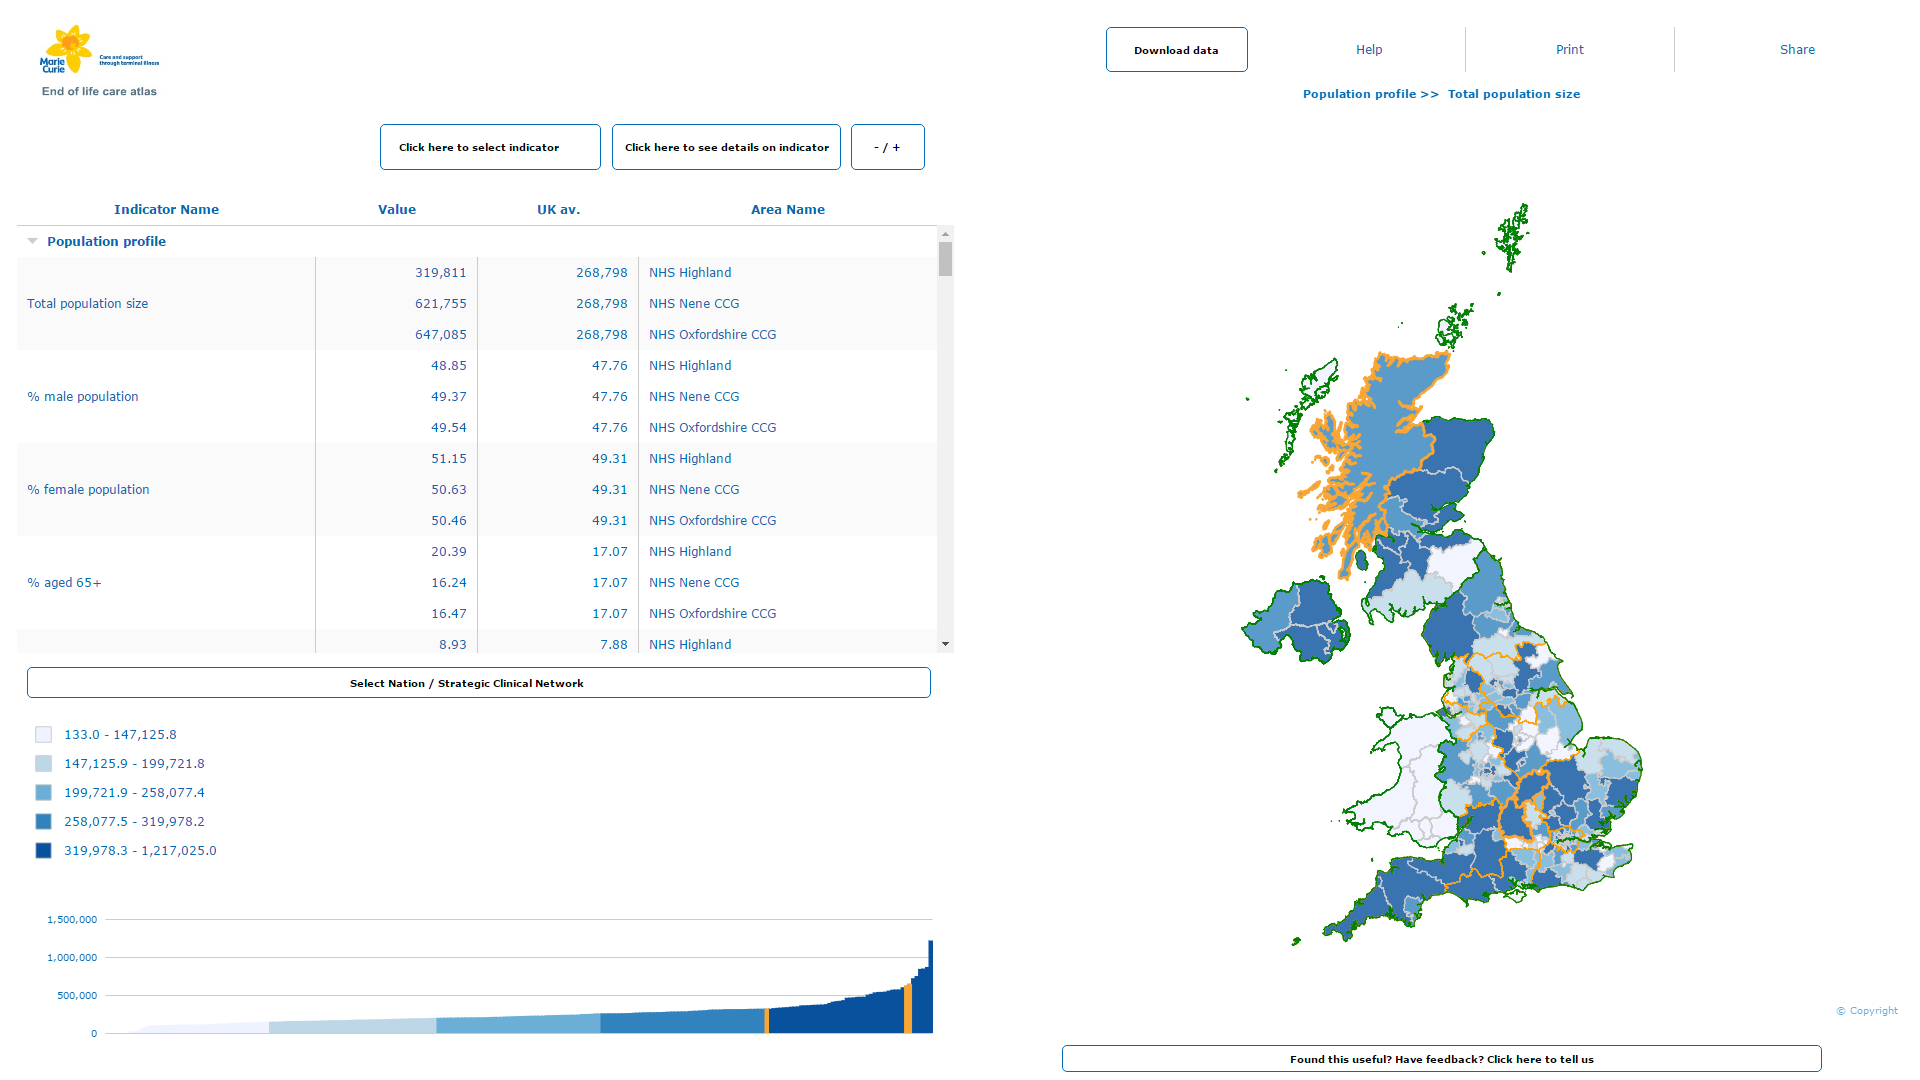 Marie
Curie
Care and support
through terminal illness
End of life care atlas
Download data
Help
Print
Share
Population profile >> Total population size
Click here to select indicator
Click here to see details on indicator
- / +
Indicator Name Value UK av. Area Name
Population profile
319,811 268,798 NHS Highland
Total population size 621,755 268,798 NHS Nene CCG
647,085 268,798 NHS Oxfordshire CCG
48.85 47.76 NHS Highland
% male population 49.37 47.76 NHS Nene CCG
49.54 47.76 NHS Oxfordshire CCG
51.15 49.31 NHS Highland
% female population 50.63 49.31 NHS Nene CCG
50.46 49.31 NHS Oxfordshire CCG
20.39 17.07 NHS Highland
% aged 65+ 16.24 17.07 NHS Nene CCG
16.47 17.07 NHS Oxfordshire CCG
8.93 7.88 NHS Highland
Select Nation / Strategic Clinical Network
133.0 - 147,125.8
147,125.9 - 199,721.8
199,721.9 - 258,077.4
258,077.5 - 319,978.2
319,978.3 - 1,217,025.0
1,500,000
1,000,000
500,000
0
© Copyright
Found this useful? Have feedback? Click here to tell us